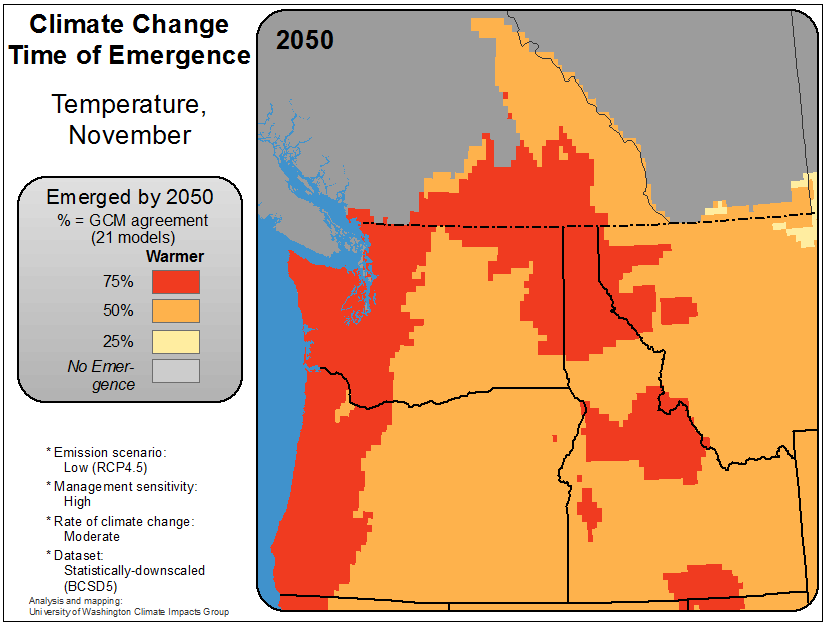 Climate Change
Time of Emergence
Temperature,
November
2050
Emerged by 2050
% = GCM agreement
(21 models)
Warmer
75%
50%
25%
No Emer-
gence
* Emission scenario:
Low (RCP4.5)
* Management sensitivity:
High
* Rate of climate change:
Moderate
* Dataset:
Statistically-downscaled
(BCSD5)
Analysis and mapping:
University of Washington Climate Impacts Group